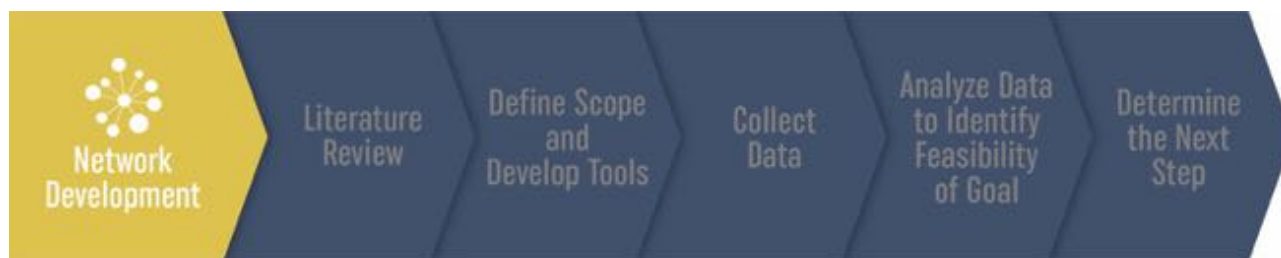 Network
Development
Literature
Review
Define Scope
and
Develop Tools
Collect
Data
Analyze Data
to Identify
Feasibility
of Goal
Determine
the Next
Step